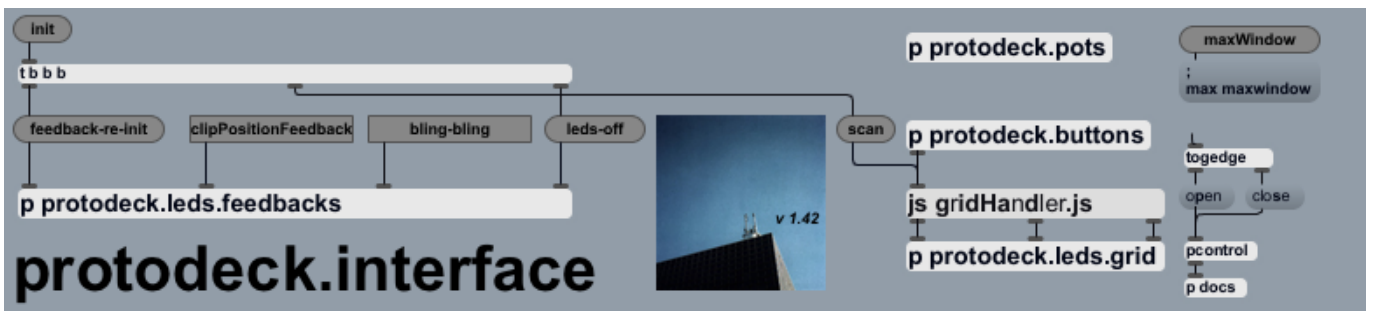 init
t b b b
feedback-re-init
clipPositionFeedback
bling-bling
leds-off
p protodeck.leds.feedbacks
protodeck.interface
v 1.42
scan
p protodeck.pots
p protodeck.buttons
js gridHandler.js
p protodeck.leds.grid
maxWindow
;
max maxwindow
togedge
open
close
pcontrol
p docs